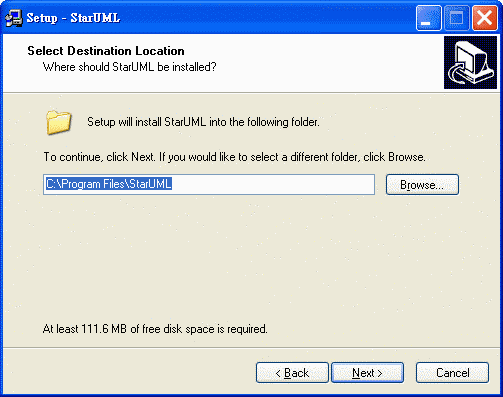 Setup - StarUML
Select Destination Location
Where should StarUML be installed?
Setup will install StarUML into the following folder.
To continue, click Next. If you would like to select a different folder, click Browse.
C:\Program Files\StarUML
Browse...
At least 111.6 MB of free disk space is required.
< Back
Next >
Cancel